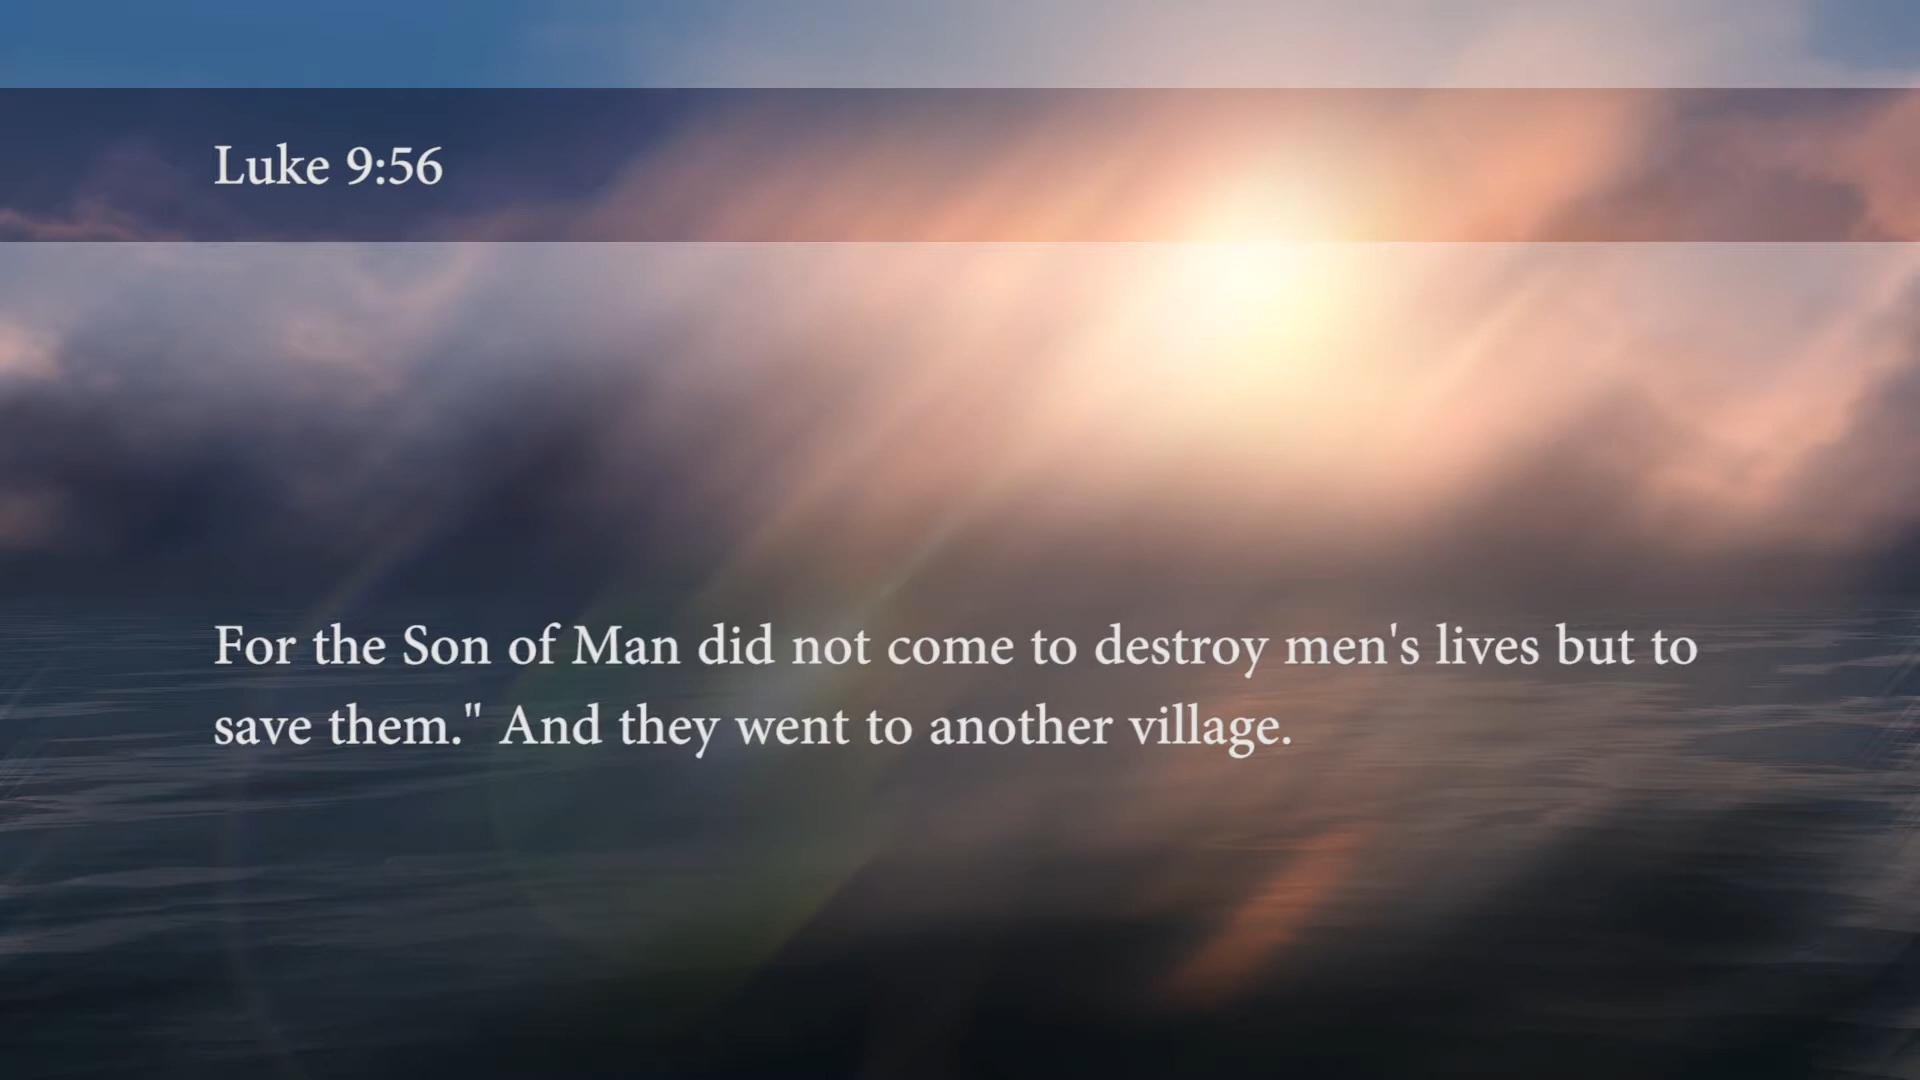 Luke 9:56
For the Son of Man did not come to destroy men's lives but to
save them." And they went to another village.